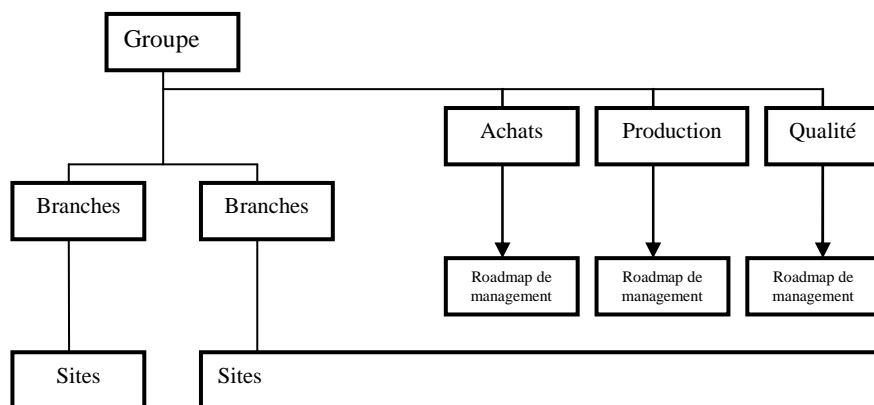 Groupe
Achats
Production
Qualité
Branches
Branches
Roadmap de
management
Roadmap de
management
Roadmap de
management
Sites
Sites